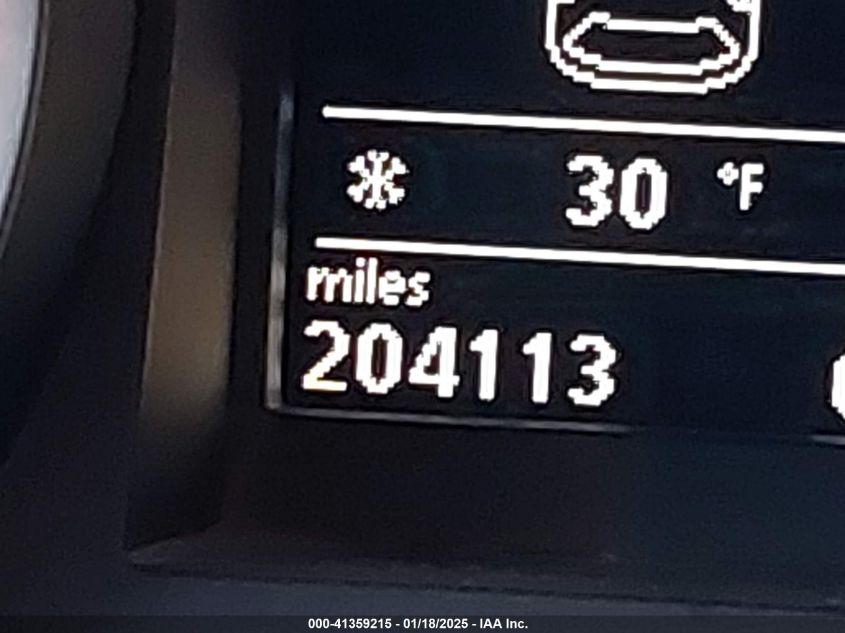 30 °F
miles
204113
000-41359215 - 01/18/2025 - IAA Inc.